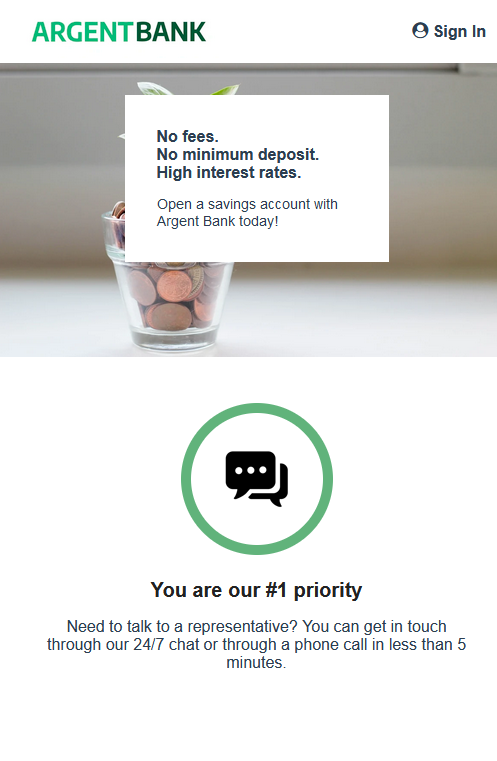 ARGENTBANK
Sign In
No fees.
No minimum deposit.
High interest rates.
Open a savings account with
Argent Bank today!
You are our #1 priority
Need to talk to a representative? You can get in touch
through our 24/7 chat or through a phone call in less than 5
minutes.